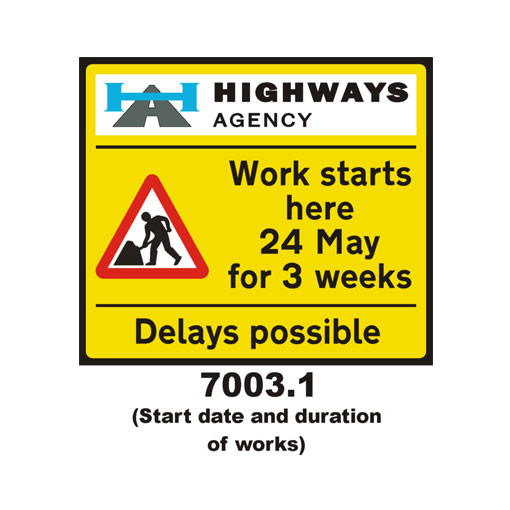 HIGHWAYS
AGENCY
Work starts
here
24 May
for 3 weeks
Delays possible
7003.1
(Start date and duration
of works)